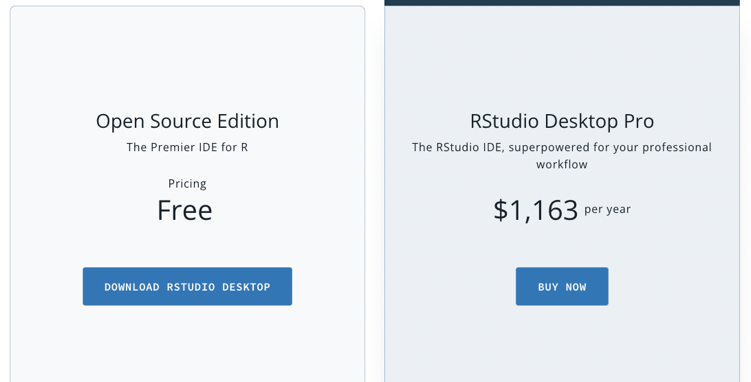 Open Source Edition
The Premier IDE for R
Pricing
Free
DOWNLOAD RSTUDIO DESKTOP
RStudio Desktop Pro
The RStudio IDE, superpowered for your professional
workflow
$1,163 per year
BUY NOW